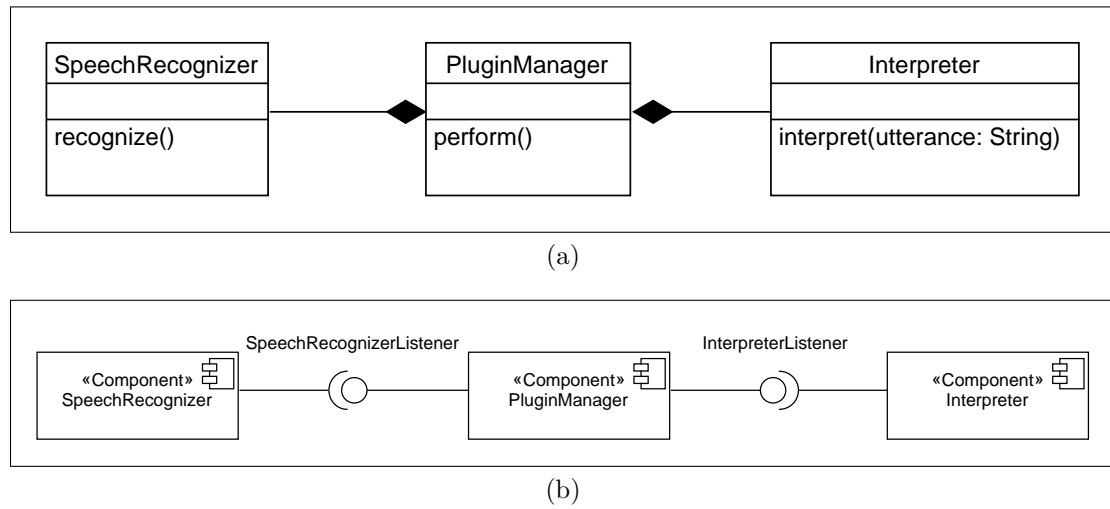 SpeechRecognizer
recognize()
PluginManager
perform()
Interpreter
interpret(utterance: String)
(a)
SpeechRecognizerListener
InterpreterListener
«Component»
SpeechRecognizer
«Component»
PluginManager
«Component»
Interpreter
(b)